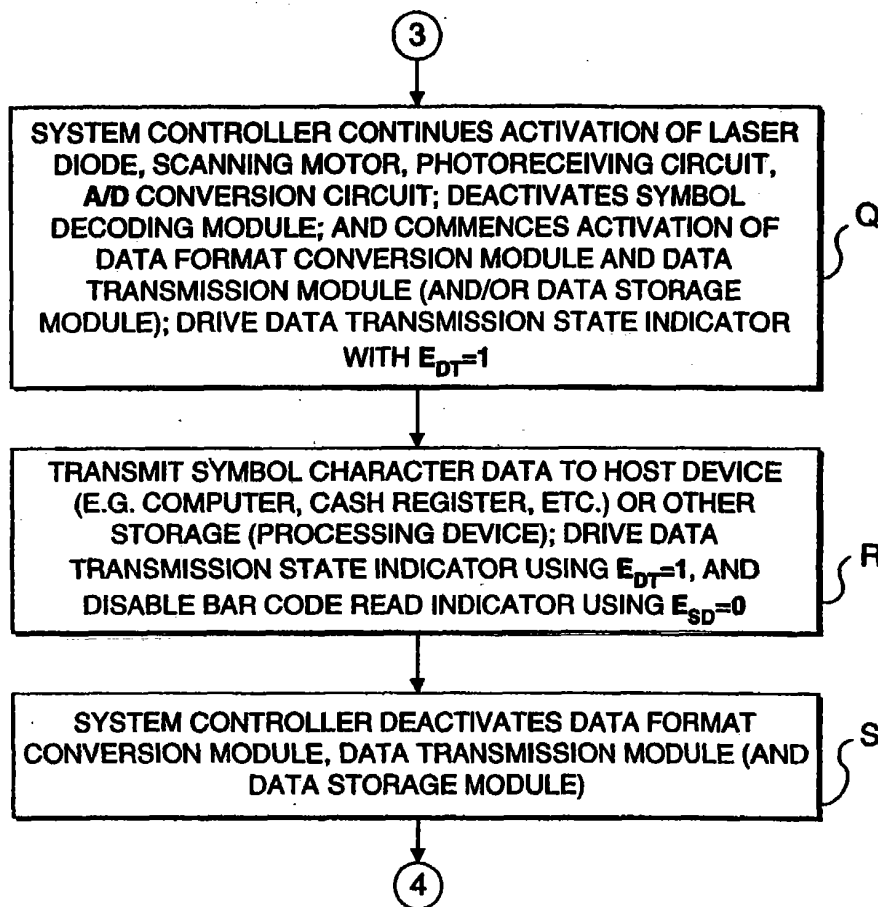 3
SYSTEM CONTROLLER CONTINUES ACTIVATION OF LASER
DIODE, SCANNING MOTOR, PHOTORECEIVING CIRCUIT,
A/D CONVERSION CIRCUIT; DEACTIVATES SYMBOL
DECODING MODULE; AND COMMENCES ACTIVATION OF
DATA FORMAT CONVERSION MODULE AND DATA
TRANSMISSION MODULE (AND/OR DATA STORAGE
MODULE); DRIVE DATA TRANSMISSION STATE INDICATOR
WITH E_DT=1
Q
TRANSMIT SYMBOL CHARACTER DATA TO HOST DEVICE
(E.G. COMPUTER, CASH REGISTER, ETC.) OR OTHER
STORAGE (PROCESSING DEVICE); DRIVE DATA
TRANSMISSION STATE INDICATOR USING E_DT=1, AND
DISABLE BAR CODE READ INDICATOR USING E_SD=0
R
SYSTEM CONTROLLER DEACTIVATES DATA FORMAT
CONVERSION MODULE, DATA TRANSMISSION MODULE (AND
DATA STORAGE MODULE)
S
4